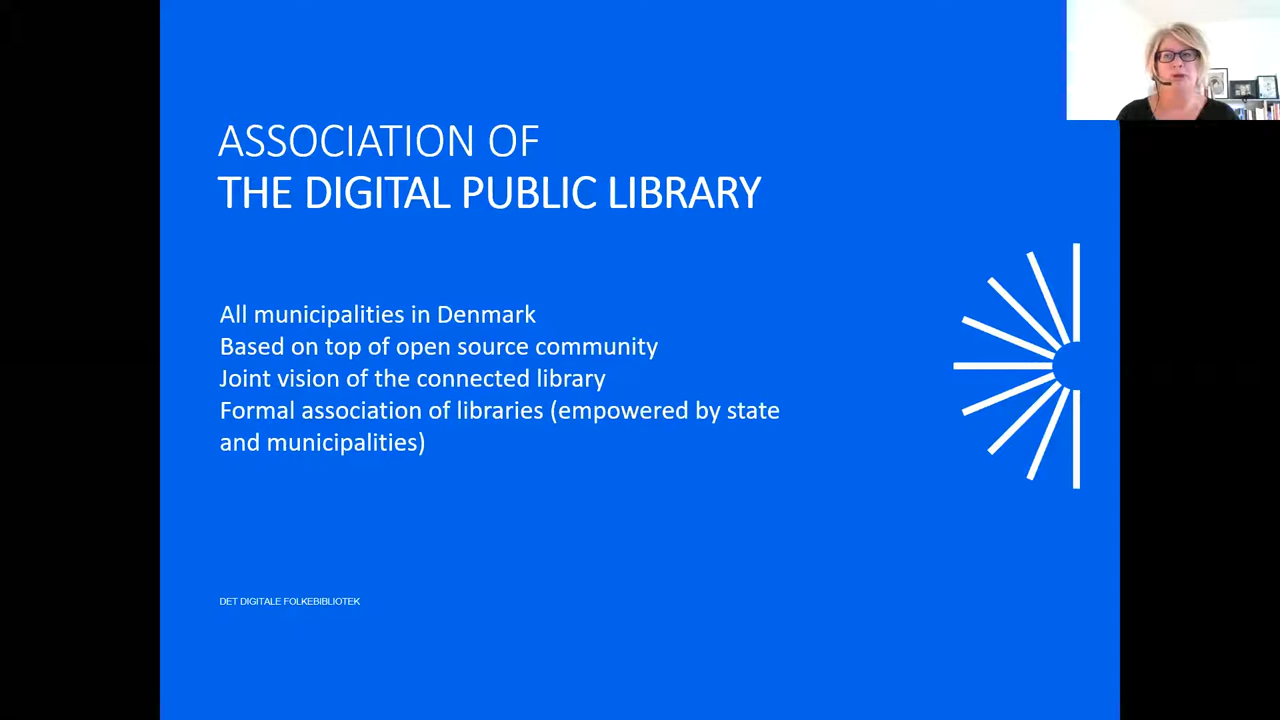 ASSOCIATION OF
THE DIGITAL PUBLIC LIBRARY
All municipalities in Denmark
Based on top of open source community
Joint vision of the connected library
Formal association of libraries (empowered by state
and municipalities)
DET DIGITALE FOLKEBIBLIOTEK